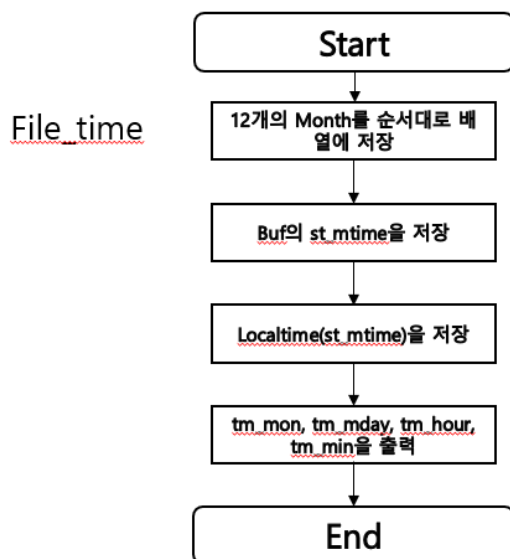 Start
File_time
12개의 Month를 순서대로 배
열에 저장
Buf의 st_mtime을 저장
Localtime(st_mtime)을 저장
tm_mon, tm_mday, tm_hour,
tm_min을 출력
End